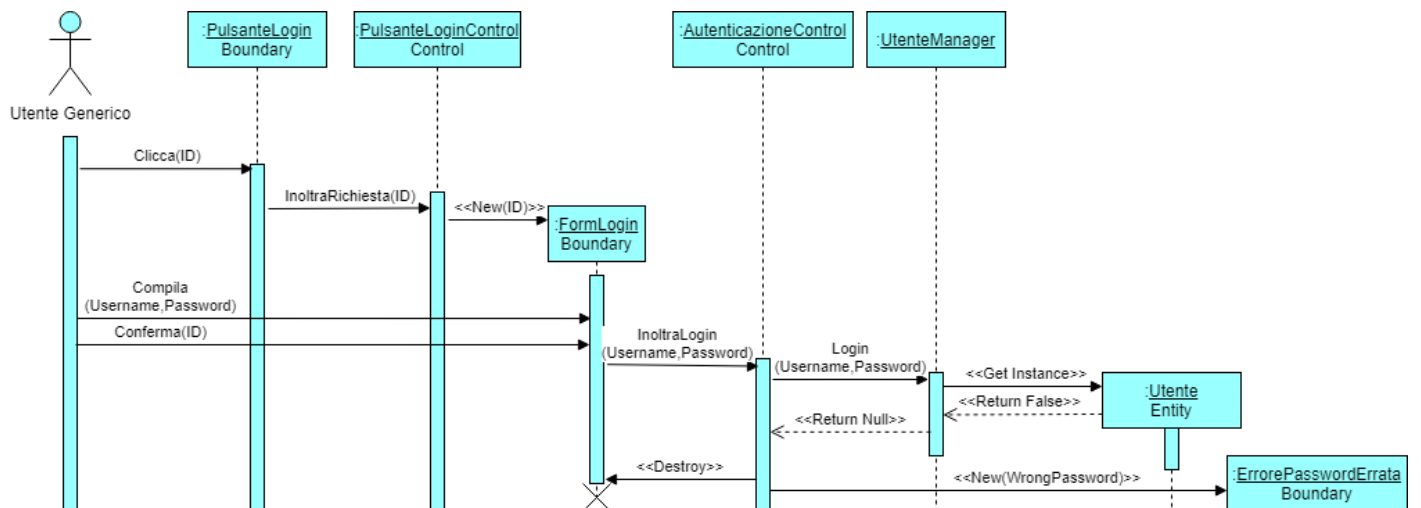 :PulsanteLogin
Boundary
:PulsanteLoginControl
Control
:AutenticazioneControl
Control
:UtenteManager
Utente Generico
Clicca(ID)
InoltraRichiesta(ID)
<<New(ID)>>
:FormLogin
Boundary
Compila
(Username,Password)
Conferma(ID)
InoltraLogin
(Username,Password)
Login
(Username,Password)
<<Get Instance>>
:Utente
Entity
<<Return False>>
<<Return Null>>
<<Destroy>>
<<New(WrongPassword)>>
:ErrorePasswordErrata
Boundary